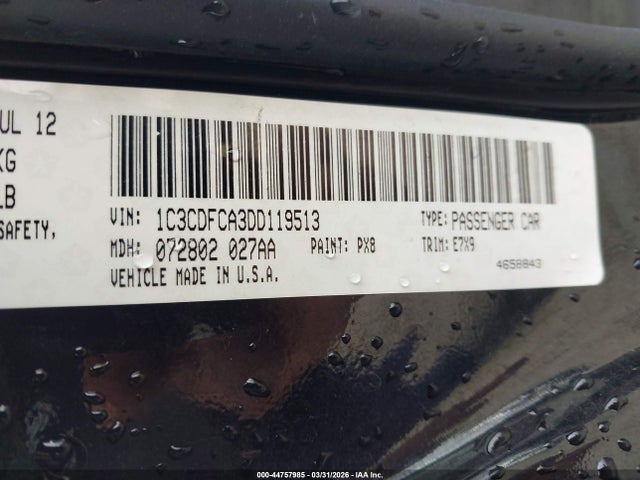 UL 12
KG
LB
SAFETY,
VIN: 1C3CDFCA3DD119513 TYPE: PASSENGER CAR
MDH: 072802 027AA PAINT: PX8 TRIM: E7X9
VEHICLE MADE IN U.S.A. 4658843
000-44757985 - 03/31/2026 - IAA Inc.